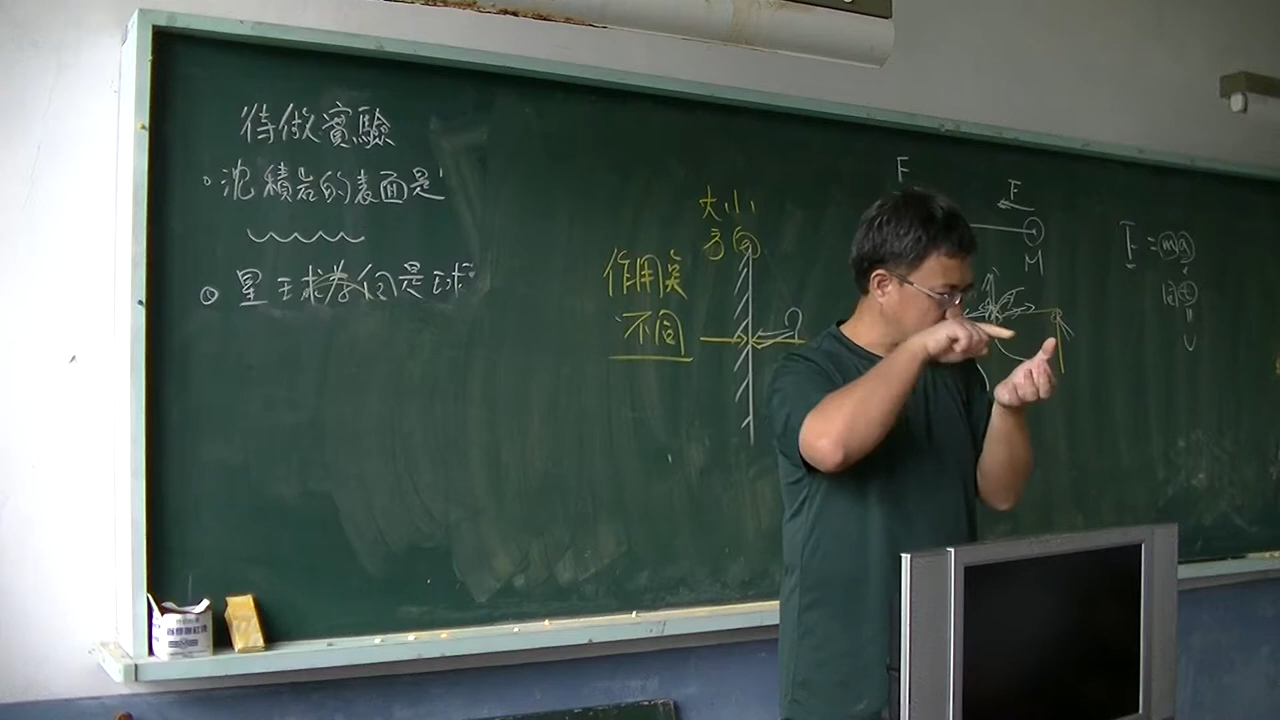 待做實驗
。沈積岩的表面是
星球為何是球
大小
方向
作用矣
不同
F
F
M
F = ma